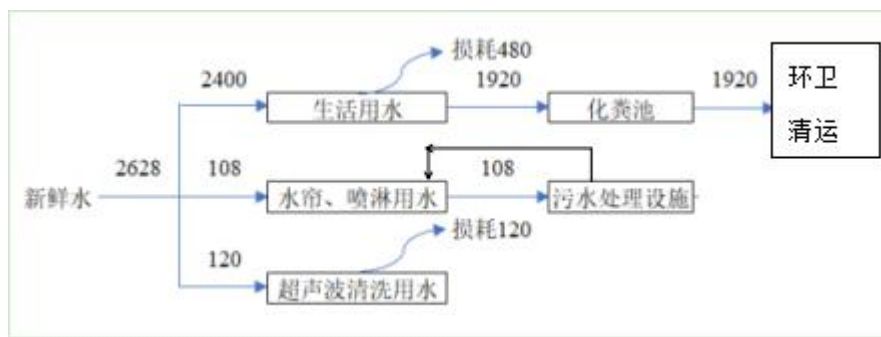 损耗480
2400
1920
1920
环卫
清运
生活用水
化粪池
2628
108
108
新鲜水
水帘、喷淋用水
污水处理设施
损耗120
120
超声波清洗用水